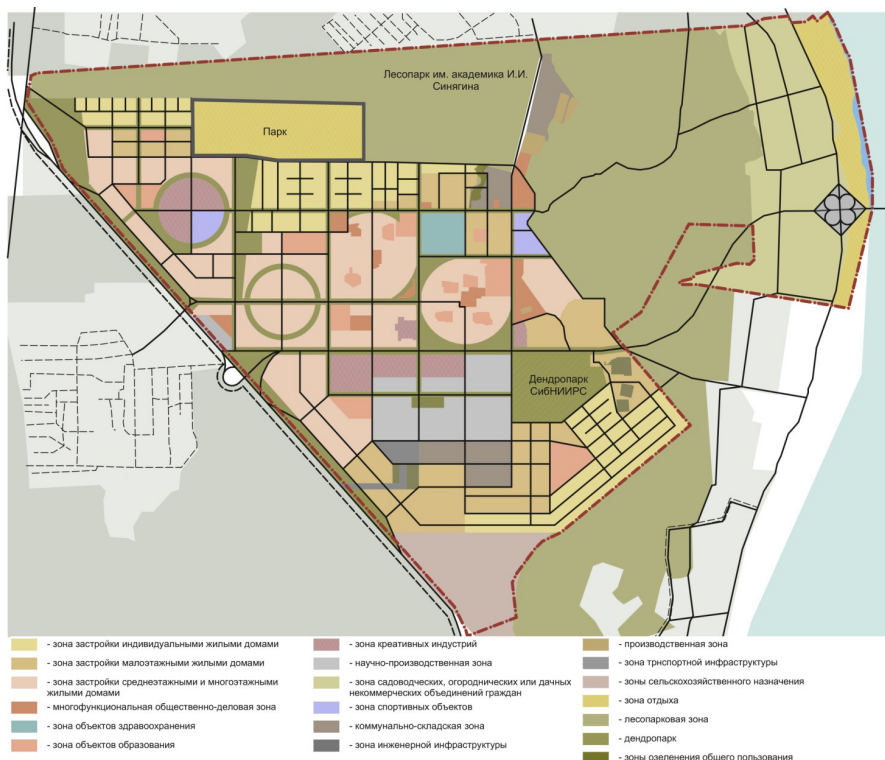 Лесопарк им. академика И.И.
Синягина
Парк
Дендропарк
СибНИИРС
- зона застройки индивидуальными жилыми домами
- зона застройки малоэтажными жилыми домами
- зона застройки среднеэтажными и многоэтажными
жилыми домами
- многофункциональная общественно-деловая зона
- зона объектов здравоохранения
- зона объектов образования
- зона креативных индустрий
- научно-производственная зона
- зона садоводческих, огороднических или дачных
некоммерческих объединений граждан
- зона спортивных объектов
- коммунально-складская зона
- зона инженерной инфраструктуры
- производственная зона
- зона трнспортной инфраструктуры
- зоны сельскохозяйственного назначения
- зона отдыха
- лесопарковая зона
- дендропарк
- зоны озеленения общего пользования